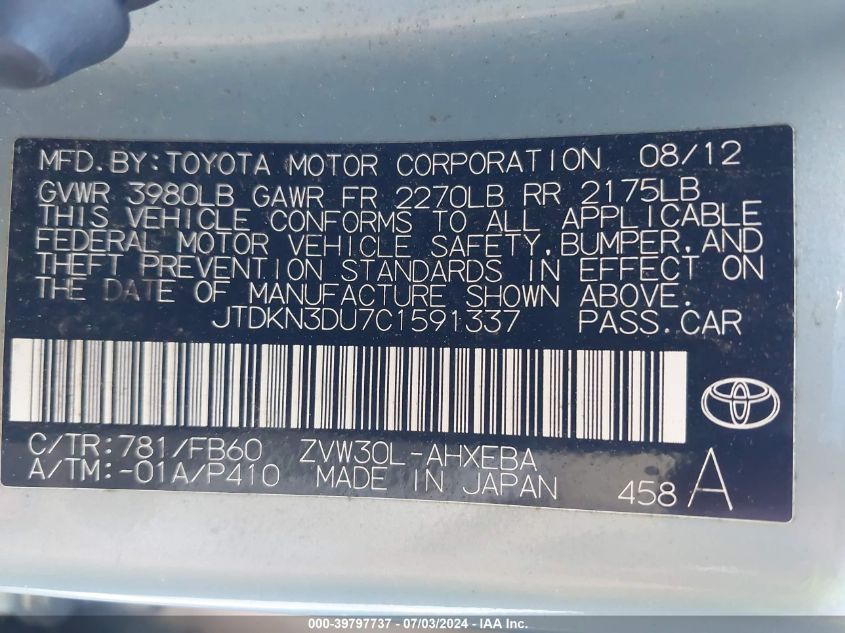 MFD. BY: TOYOTA MOTOR CORPORATION 08/12
GVWR 3980LB GAWR FR 2270LB RR 2175LB
THIS VEHICLE CONFORMS TO ALL APPLICABLE
FEDERAL MOTOR VEHICLE SAFETY, BUMPER, AND
THEFT PREVENTION STANDARDS IN EFFECT ON
THE DATE OF MANUFACTURE SHOWN ABOVE.
JTDKN3DU7C1591337 PASS. CAR
C/TR: 781/FB60 ZVW30L-AHXEBA
A/TM: -01A/P410 MADE IN JAPAN 458 A
000-39797737 - 07/03/2024 - IAA Inc.